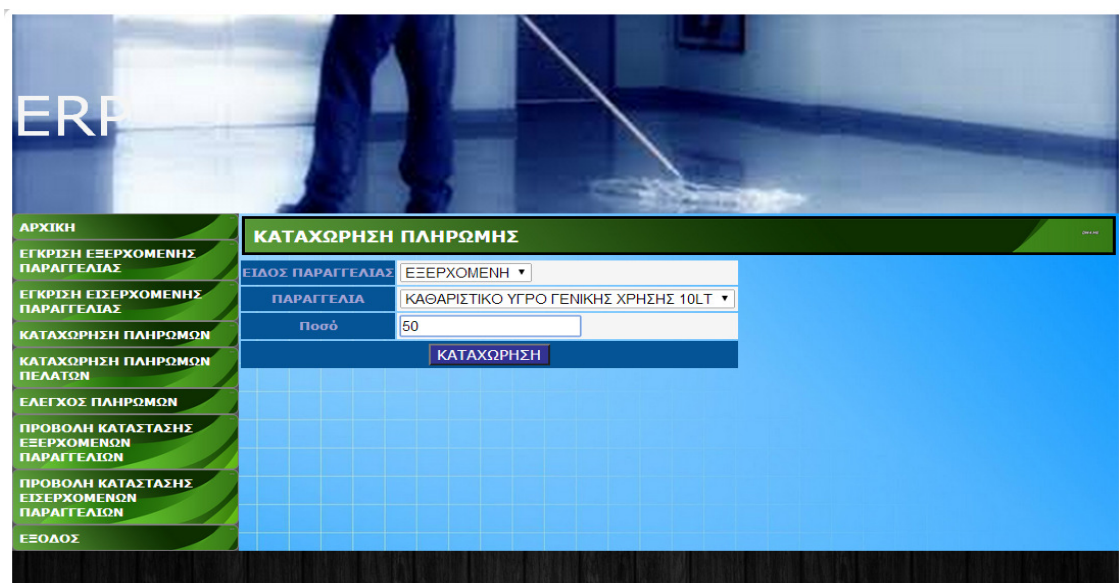 ERP
ΑΡΧΙΚΗ
ΕΓΚΡΙΣΗ ΕΞΕΡΧΟΜΕΝΗΣ
ΠΑΡΑΓΓΕΛΙΑΣ
ΕΓΚΡΙΣΗ ΕΙΣΕΡΧΟΜΕΝΗΣ
ΠΑΡΑΓΓΕΛΙΑΣ
ΚΑΤΑΧΩΡΗΣΗ ΠΛΗΡΩΜΩΝ
ΚΑΤΑΧΩΡΗΣΗ ΠΛΗΡΩΜΩΝ
ΠΕΛΑΤΩΝ
ΕΛΕΓΧΟΣ ΠΛΗΡΩΜΩΝ
ΠΡΟΒΟΛΗ ΚΑΤΑΣΤΑΣΗΣ
ΕΞΕΡΧΟΜΕΝΩΝ
ΠΑΡΑΓΓΕΛΙΩΝ
ΠΡΟΒΟΛΗ ΚΑΤΑΣΤΑΣΗΣ
ΕΙΣΕΡΧΟΜΕΝΩΝ
ΠΑΡΑΓΓΕΛΙΩΝ
ΕΞΟΔΟΣ
ΚΑΤΑΧΩΡΗΣΗ ΠΛΗΡΩΜΗΣ
ΕΙΔΟΣ ΠΑΡΑΓΓΕΛΙΑΣ ΕΞΕΡΧΟΜΕΝΗ
ΠΑΡΑΓΓΕΛΙΑ ΚΑΘΑΡΙΣΤΙΚΟ ΥΓΡΟ ΓΕΝΙΚΗΣ ΧΡΗΣΗΣ 10LT
Ποσό 50
ΚΑΤΑΧΩΡΗΣΗ